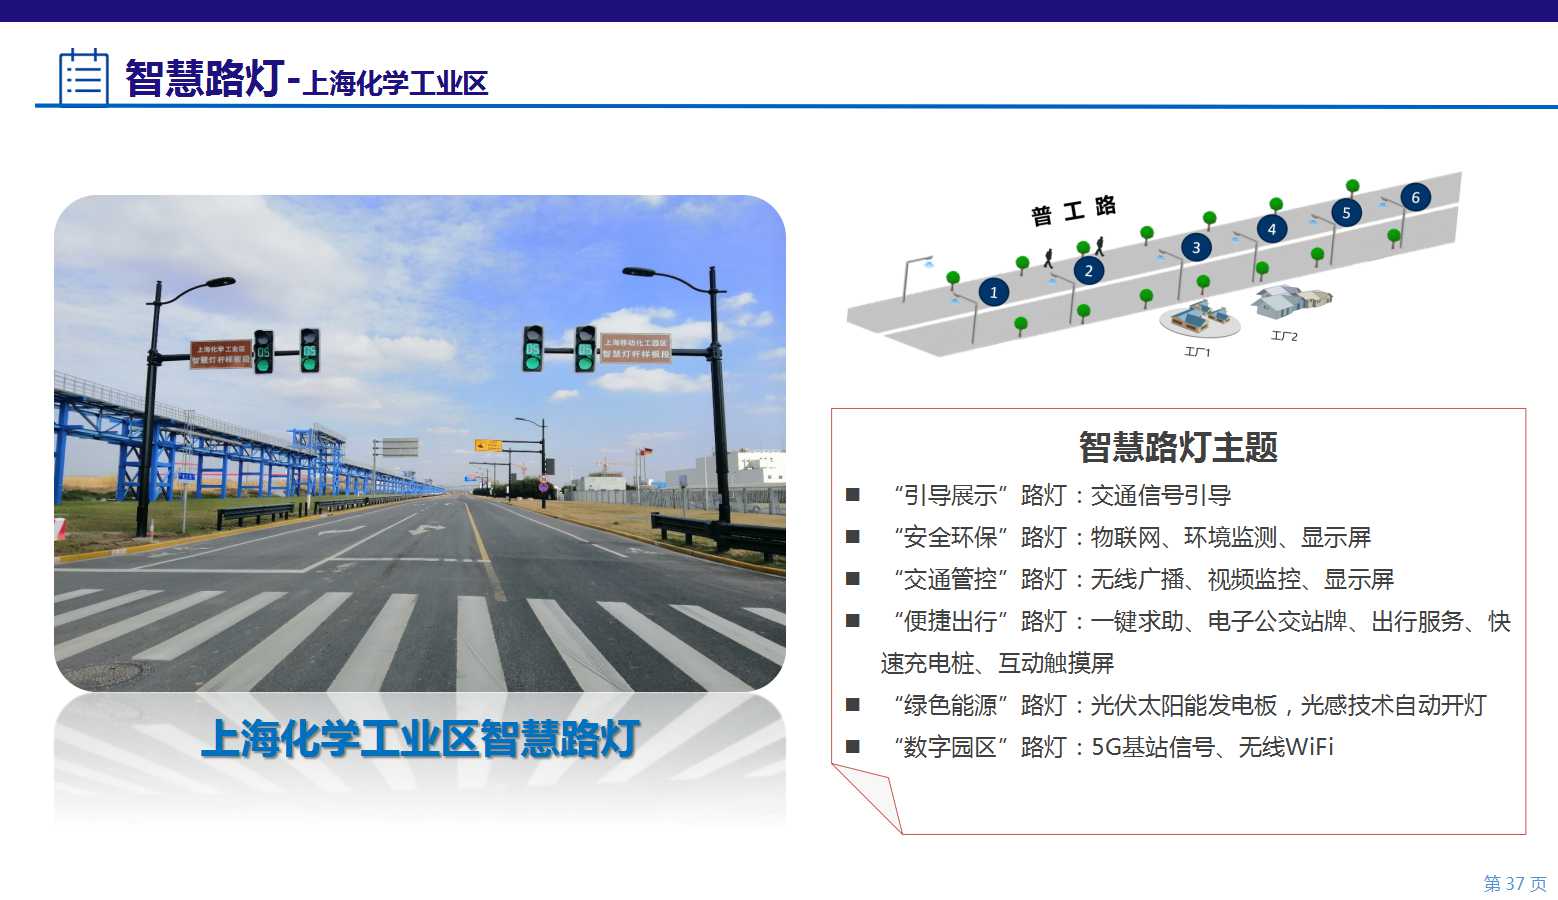 智慧路灯-上海化学工业区
上海化学工业区
智慧灯杆样板段
05
05
05
05
上海移动化工园区
智慧灯杆样板段
上海化学工业区智慧路灯
普工路
1
2
3
4
5
6
工厂1
工厂2
智慧路灯主题
■ “引导展示”路灯：交通信号引导
■ “安全环保”路灯：物联网、环境监测、显示屏
■ “交通管控”路灯：无线广播、视频监控、显示屏
■ “便捷出行”路灯：一键求助、电子公交站牌、出行服务、快
速充电桩、互动触摸屏
■ “绿色能源”路灯：光伏太阳能发电板，光感技术自动开灯
■ “数字园区”路灯：5G基站信号、无线WiFi
第 37 页